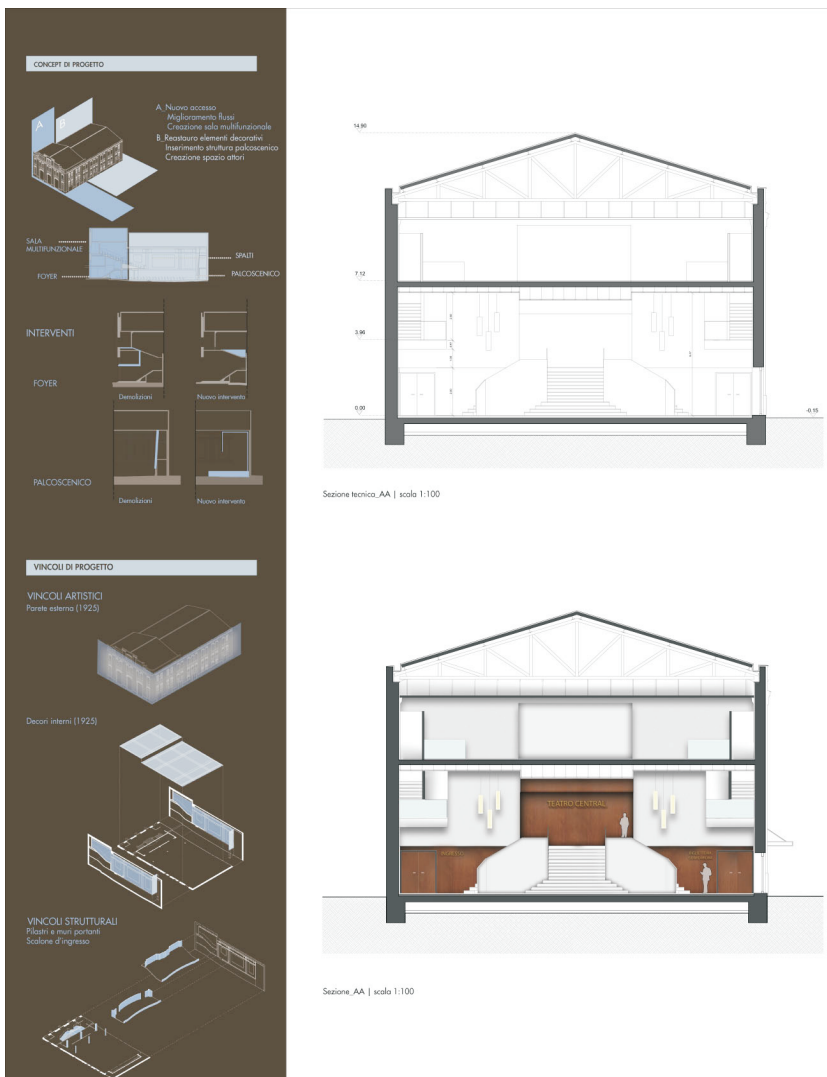 CONCEPT DI PROGETTO
A
B
A_Nuovo accesso
Miglioramento flussi
Creazione sala multifunzionale
B_Reastauro elementi decorativi
Inserimento struttura palcoscenico
Creazione spazio attori
SALA
MULTIFUNZIONALE
FOYER
SPALTI
PALCOSCENICO
INTERVENTI
FOYER
Demolizioni
Nuovo intervento
PALCOSCENICO
Demolizioni
Nuovo intervento
VINCOLI DI PROGETTO
VINCOLI ARTISTICI
Parete esterna (1925)
Decori interni (1925)
VINCOLI STRUTTURALI
Pilastri e muri portanti
Scalone d'ingresso
14.95
7.12
3.96
0.00
-0.15
Sezione tecnica_AA | scala 1:100
TEATRO CENTRAL
Sezione_AA | scala 1:100